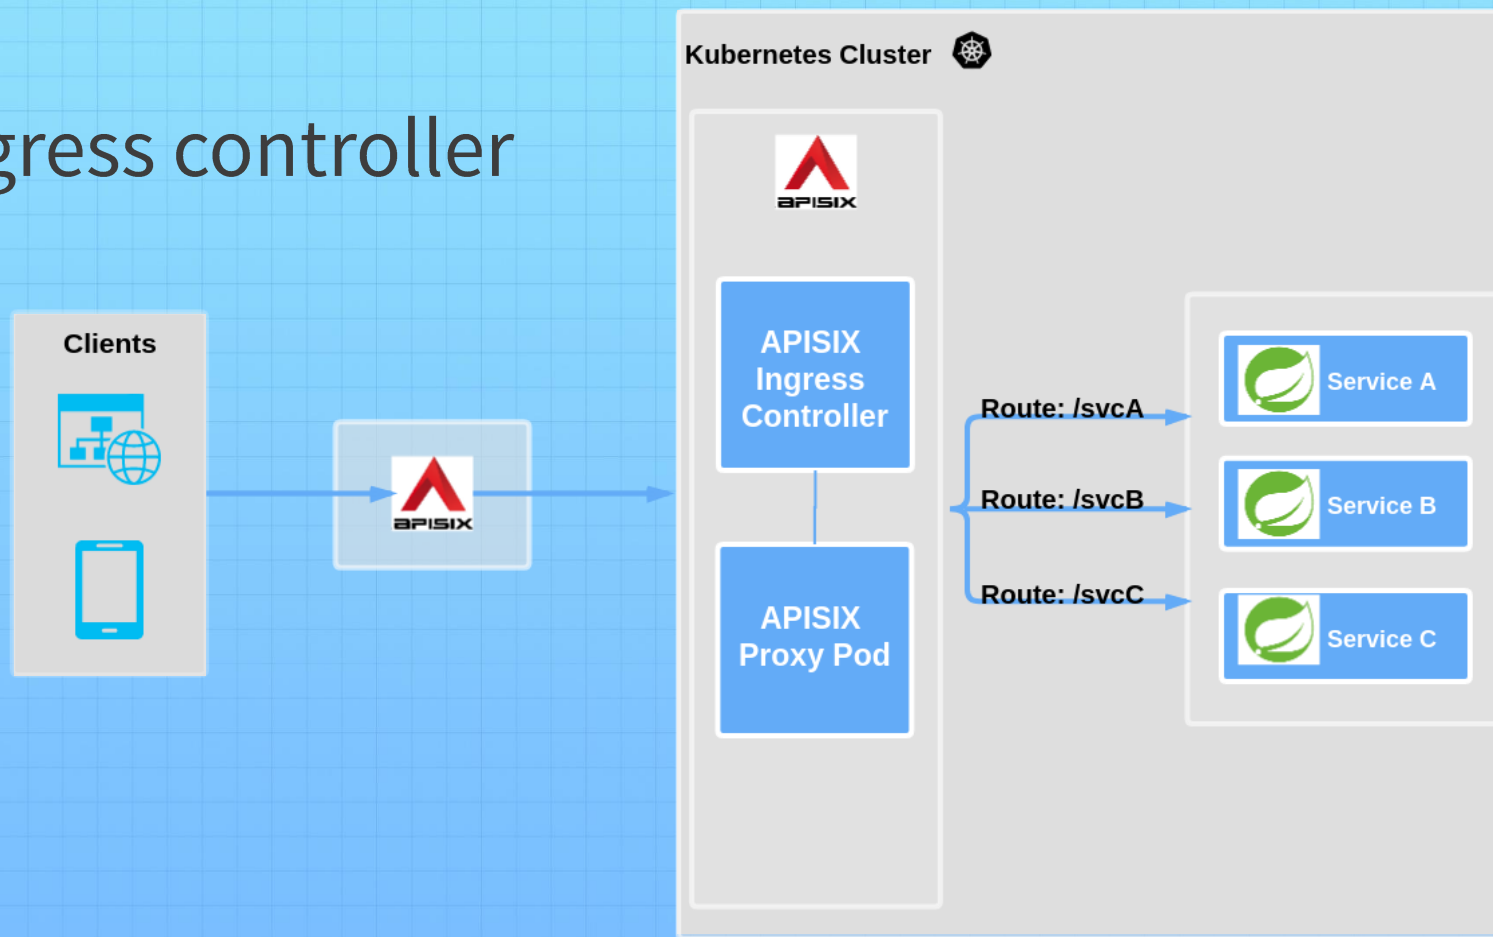 gress controller
Kubernetes Cluster
APISIX
Clients
APISIX
APISIX
Ingress
Controller
APISIX
Proxy Pod
Route: /svcA
Route: /svcB
Route: /svcC
Service A
Service B
Service C